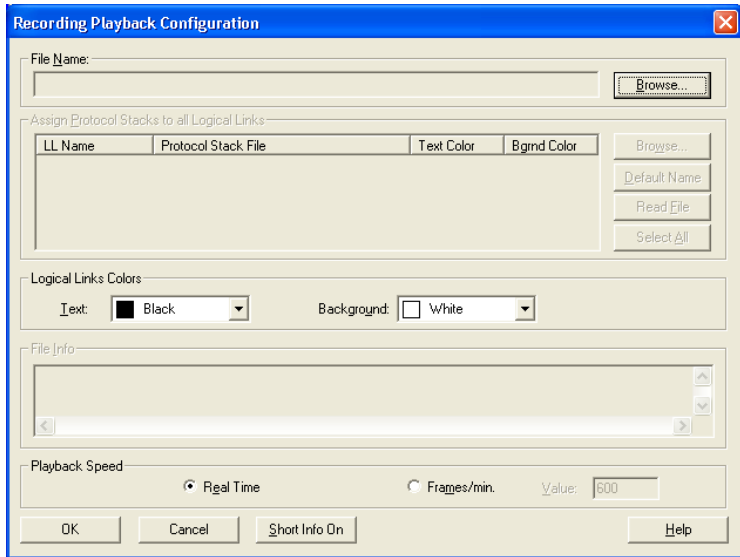 Recording Playback Configuration
File Name:
Browse...
Assign Protocol Stacks to all Logical Links
LL Name Protocol Stack File Text Color Bgrnd Color
Browse...
Default Name
Read File
Select All
Logical Links Colors
Text: Black Background: White
File Info
Playback Speed
Real Time Frames/min. Value: 600
OK Cancel Short Info On Help